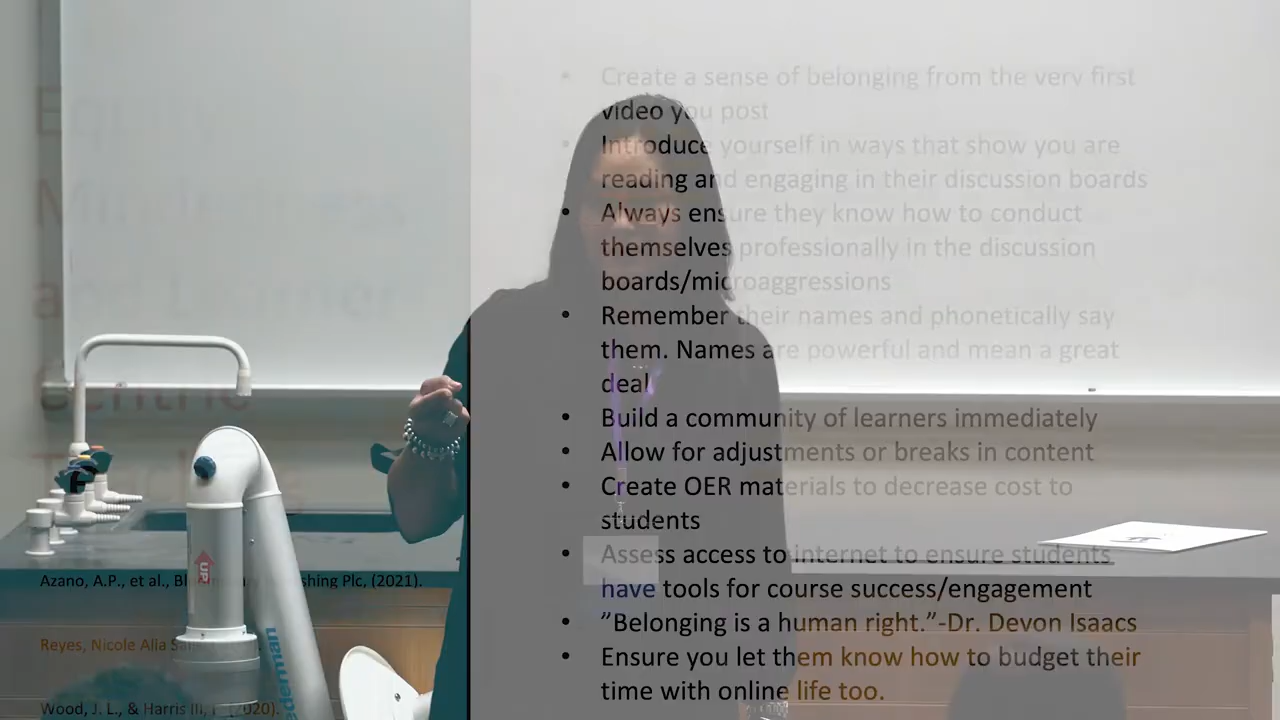 Create a sense of belonging from the very first
video you post
Introduce yourself in ways that show you are
reading and engaging in their discussion boards
Always ensure they know how to conduct
themselves professionally in the discussion
boards/microaggressions
Remember their names and phonetically say
them. Names are powerful and mean a great
deal
Build a community of learners immediately
Allow for adjustments or breaks in content
Create OER materials to decrease cost to
students
Assess access to internet to ensure students
have tools for course success/engagement
”Belonging is a human right.”-Dr. Devon Isaacs
Ensure you let them know how to budget their
time with online life too.
and Learner
Centric
Azano, A.P., et al., Publishing Plc, (2021).
UP
Reyes, Nicole Alia
Wood, J. L., & Harris III, F. (2020).
ederman